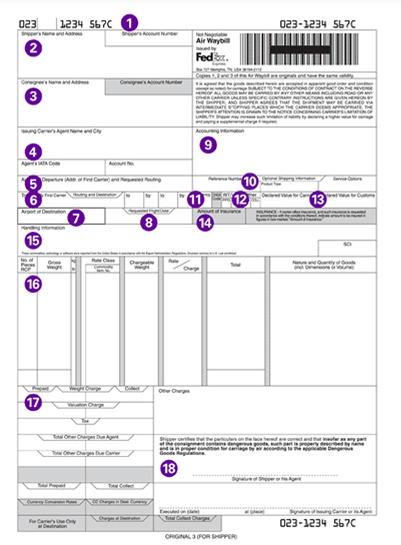 023 | 1234 567C
1
023-1234 567C
Shipper's Name and Address
Shipper's Account Number
2
Not Negotiable
Air Waybill
Issued by
FedEx
Express
Copies 1, 2 and 3 of this Air Waybill are originals and have the same validity.
Consignee's Name and Address
Consignee's Account Number
3
It is agreed that the goods described herein are accepted in apparent good order and condition
(except as noted) for carriage SUBJECT TO THE CONDITIONS OF CONTRACT ON THE REVERSE
HEREOF. ALL GOODS MAY BE CARRIED BY ANY OTHER MEANS INCLUDING ROAD OR ANY
OTHER CARRIER UNLESS SPECIFIC CONTRARY INSTRUCTIONS ARE GIVEN HEREON BY
THE SHIPPER, AND SHIPPER AGREES THAT THE SHIPMENT MAY BE CARRIED VIA
INTERMEDIATE STOPPING PLACES WHICH THE CARRIER DEEMS APPROPRIATE. THE
SHIPPER'S ATTENTION IS DRAWN TO THE NOTICE CONCERNING CARRIER'S LIMITATION OF
LIABILITY. Shipper may increase such limitation of liability by declaring a higher value for carriage
and paying a supplemental charge if required.
Issuing Carrier's Agent Name and City
Accounting Information
9
4
Agent's IATA Code
Account No.
5
Departure (Addr. of First Carrier) and Requested Routing.
Reference Number
10
Optional Shipping Information
Service Options
Product Type
6
First Carrier
Routing and Destination
to
by
to
by
11
12
13
Declared Value for Carriage
Declared Value for Customs
Airport of Destination
7
Requested Flight/Date
8
Amount of Insurance
14
Handling Information
15
SCI
No. of
Pieces
RCP
Gross
Weight
Rate Class
Commodity
Item No.
Chargeable
Weight
Rate
Charge
Total
Nature and Quantity of Goods
(incl. Dimensions or Volume)
16
Prepaid
Weight Charge
Collect
Other Charges
17
Valuation Charge
Tax
Total Other Charges Due Agent
Total Other Charges Due Carrier
Shipper certifies that the particulars on the face hereof are correct and that insofar as any part
of the consignment contains dangerous goods, such part is properly described by name
and is in proper condition for carriage by air according to the applicable Dangerous
Goods Regulations.
18
Signature of Shipper or his Agent
Total Prepaid
Total Collect
Currency Conversion Rates
CC Charges in Dest. Currency
Executed on (date)
at (place)
Signature of Issuing Carrier or its Agent
For Carrier's Use Only
at Destination
Charges at Destination
Total Collect Charges
023-1234 567C
ORIGINAL 3 (FOR SHIPPER)